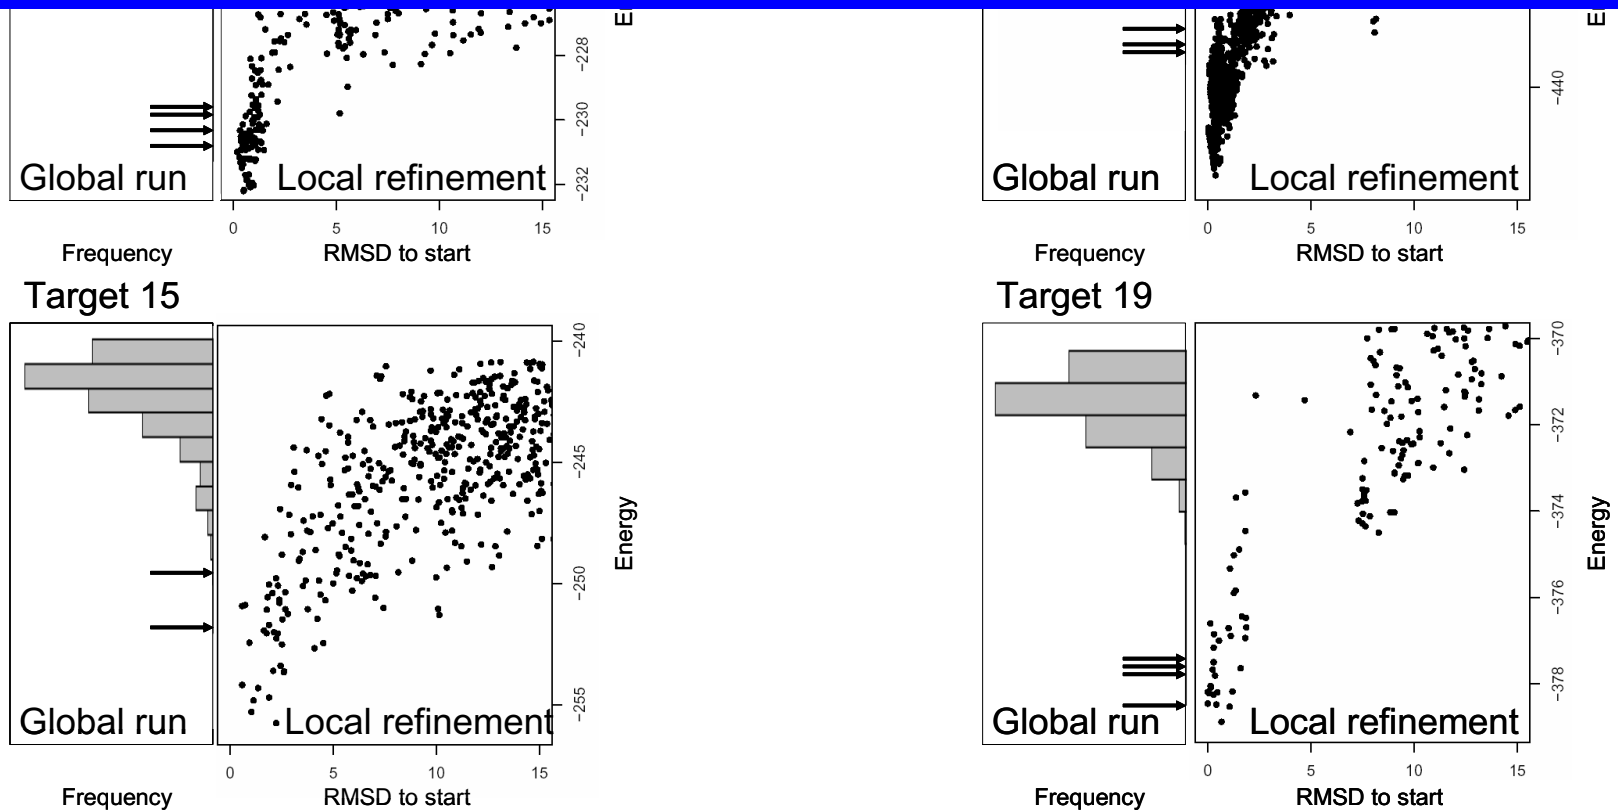 E
E
-228
-230
-232
-440
Global run
Local refinement
Global run
Local refinement
0 5 10 15
0 5 10 15
Frequency
RMSD to start
Frequency
RMSD to start
Target 15
Target 19
-240
-245
-250
-255
Energy
-370
-372
-374
-376
-378
Energy
Global run
Local refinement
Global run
Local refinement
0 5 10 15
0 5 10 15
Frequency
RMSD to start
Frequency
RMSD to start